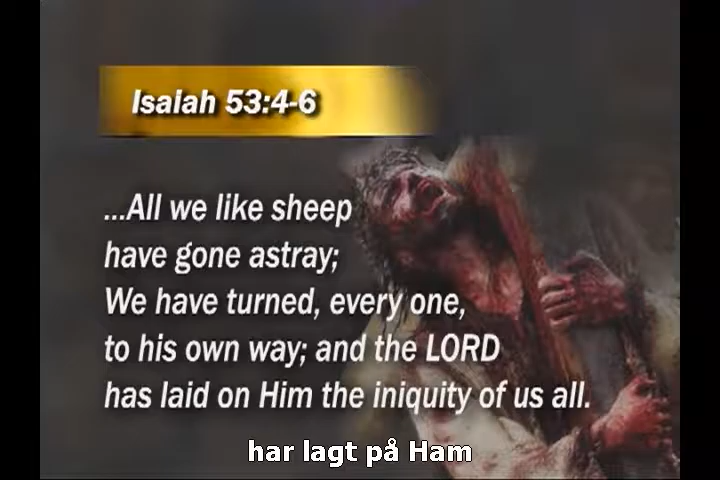 Isaiah 53:4-6
...All we like sheep
have gone astray;
We have turned, every one,
to his own way; and the LORD
has laid on Him the iniquity of us all.
har lagt på Ham